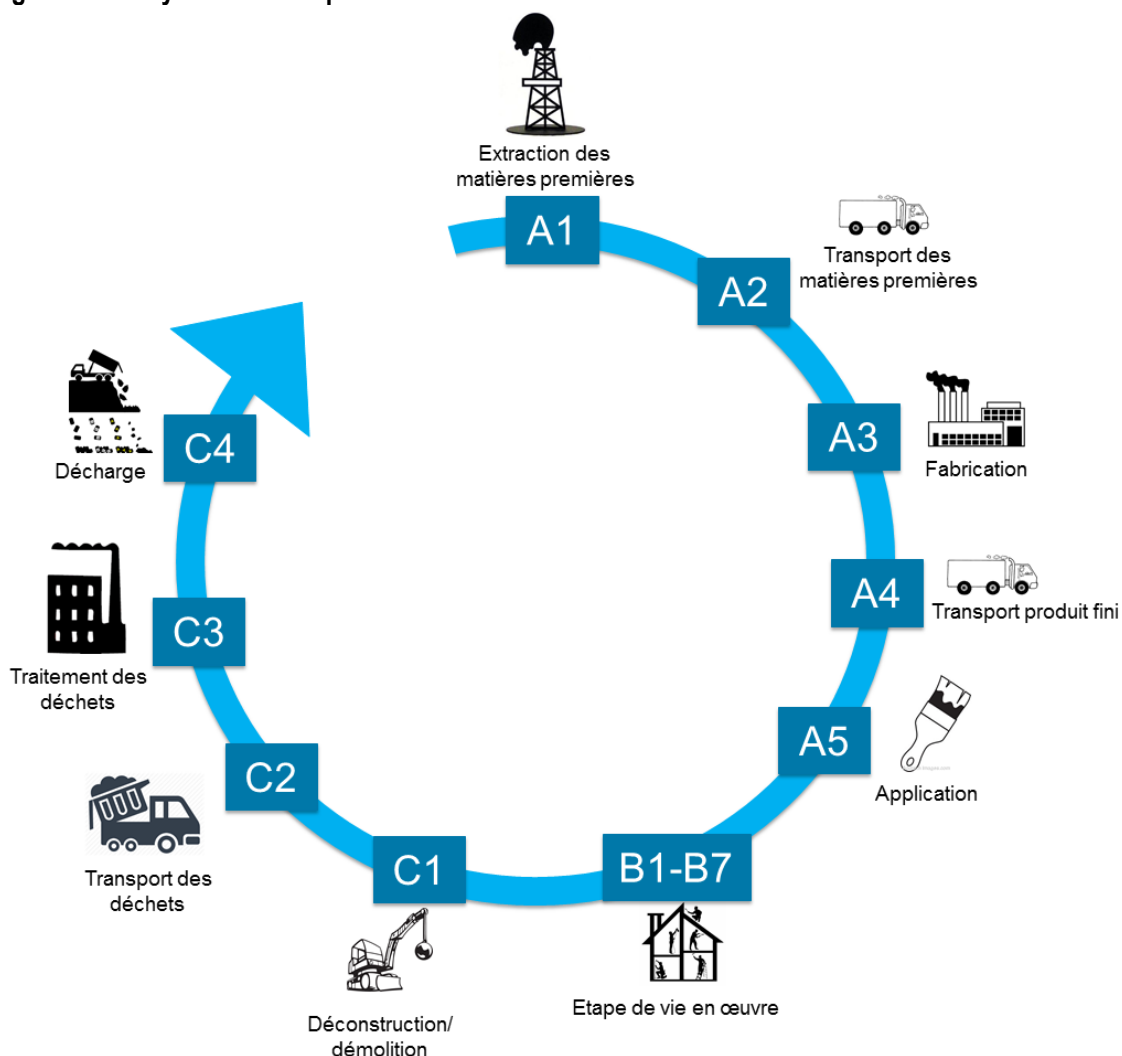 Extraction des
matières premières
A1
A2
Transport des
matières premières
A3
Fabrication
A4
Transport produit fini
A5
Application
B1-B7
Etape de vie en œuvre
C1
Déconstruction/
démolition
C2
Transport des
déchets
C3
Traitement des
déchets
C4
Décharge